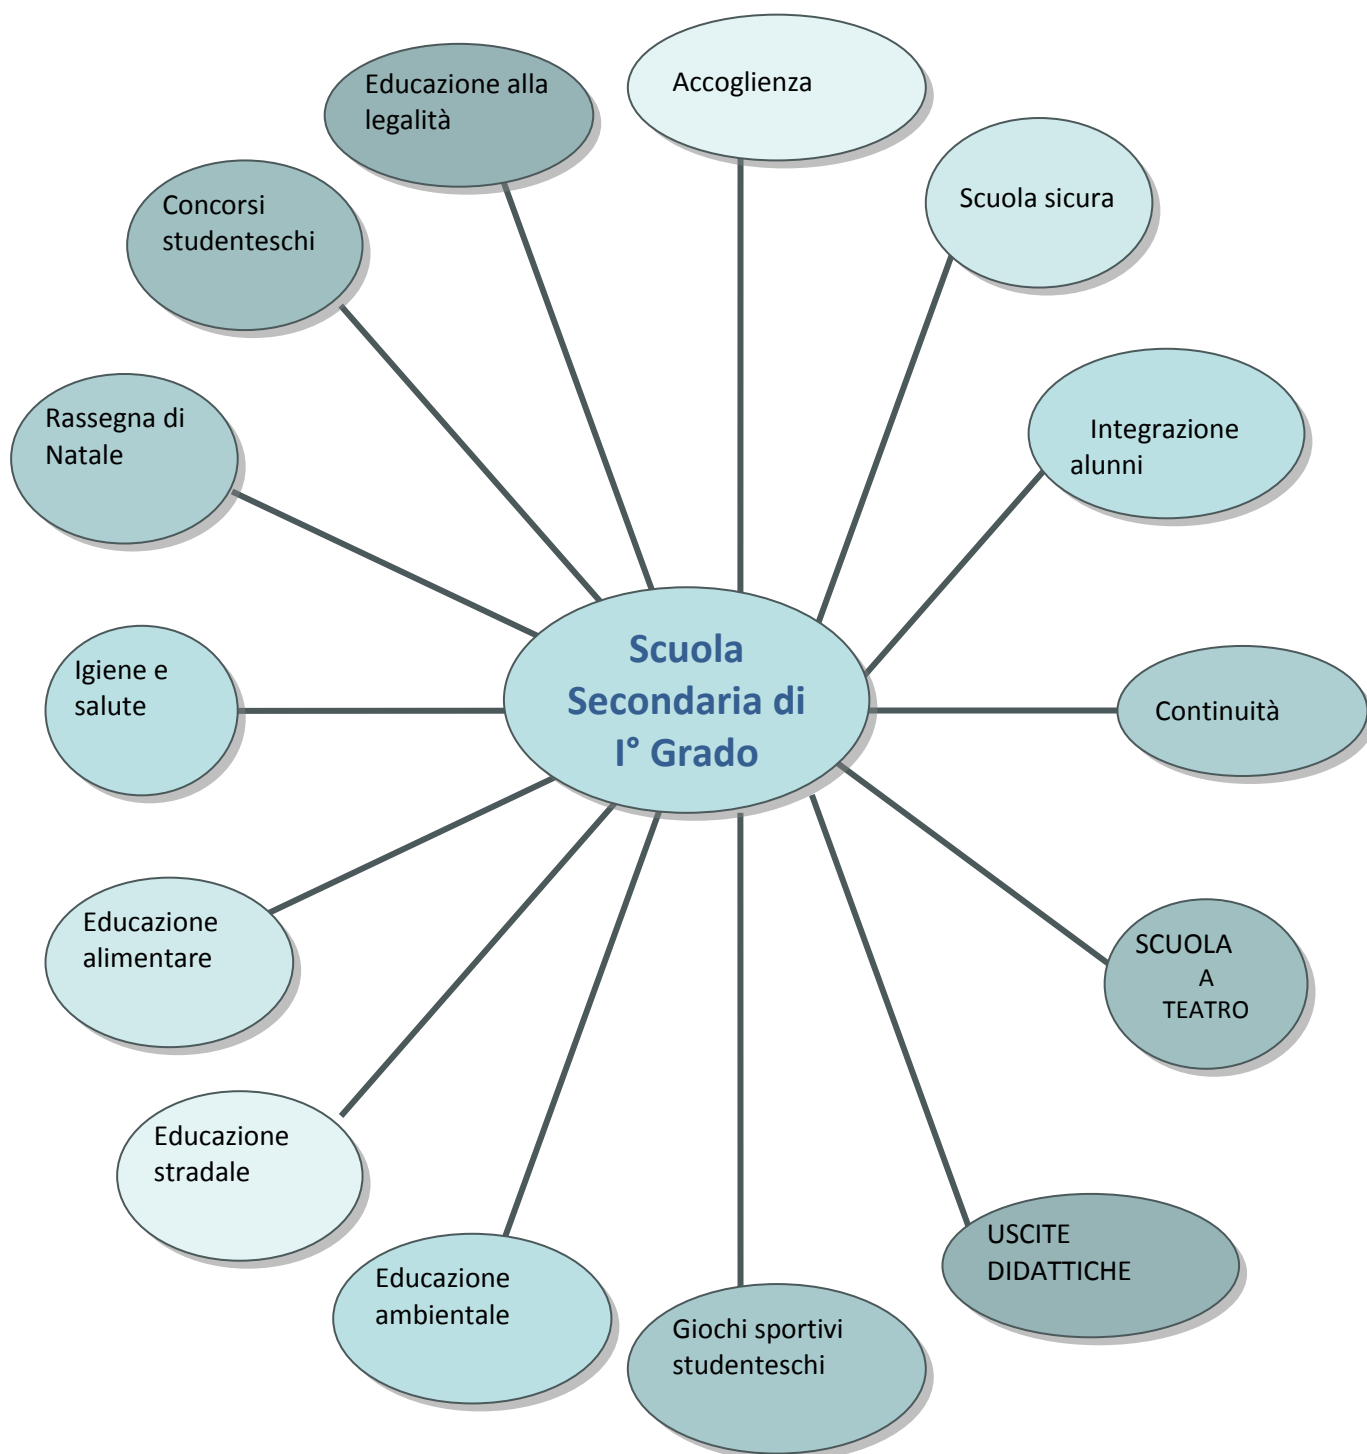 Educazione alla
legalità
Accoglienza
Scuola sicura
Concorsi
studenteschi
Integrazione
alunni
Rassegna di
Natale
Scuola
Secondaria di
I° Grado
Igiene e
salute
Continuità
Educazione
alimentare
SCUOLA
A
TEATRO
Educazione
stradale
USCITE
DIDATTICHE
Educazione
ambientale
Giochi sportivi
studenteschi